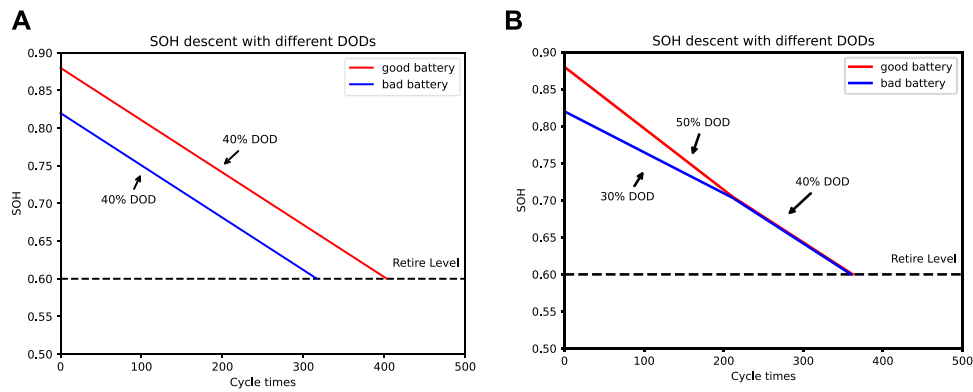 A
SOH descent with different DODs
0.90
0.85
0.80
0.75
0.70
0.65
0.60
0.55
0.50
SOH
good battery
bad battery
40% DOD
40% DOD
Retire Level
0
100
200
300
400
500
Cycle times
B
SOH descent with different DODs
0.90
0.85
0.80
0.75
0.70
0.65
0.60
0.55
0.50
SOH
good battery
bad battery
50% DOD
30% DOD
40% DOD
Retire Level
0
100
200
300
400
500
Cycle times